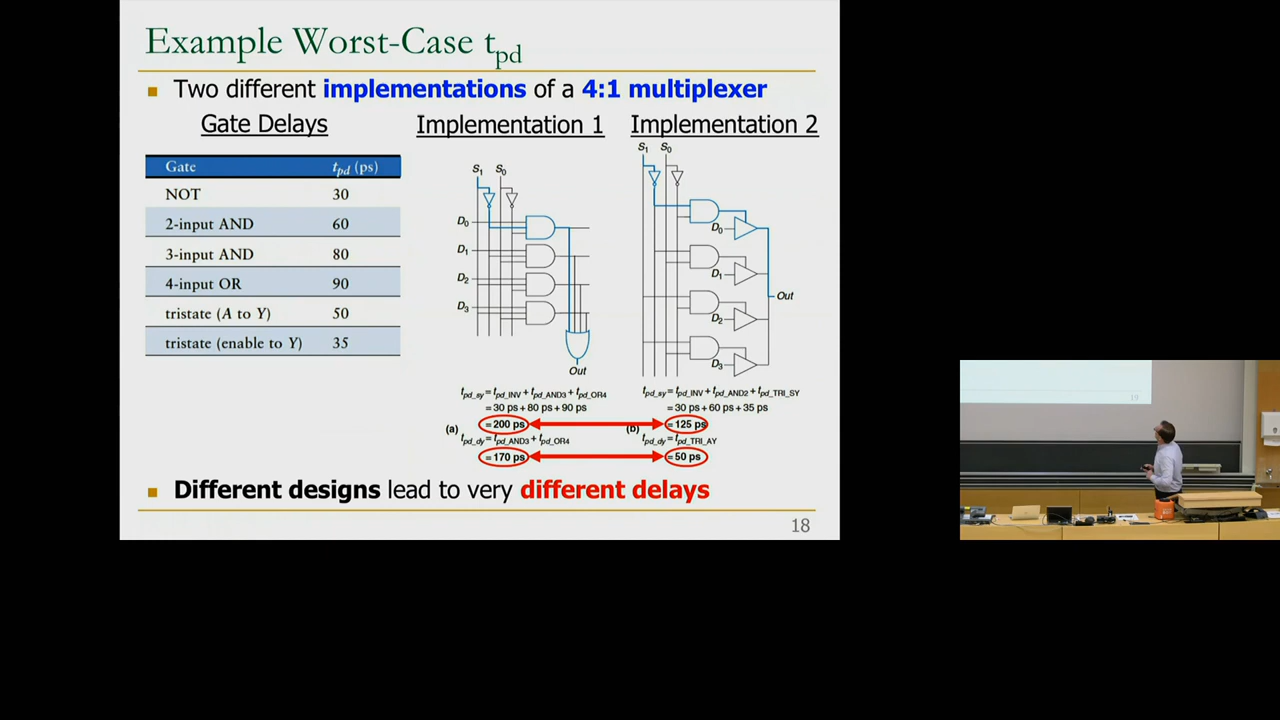 Example Worst-Case tpd
Two different implementations of a 4:1 multiplexer
Gate Delays
Implementation 1
Implementation 2
Gate tpd (ps)
NOT 30
2-input AND 60
3-input AND 80
4-input OR 90
tristate (A to Y) 50
tristate (enable to Y) 35
S1 S0
D0
D1
D2
D3
Out
tpd_sy = tpd_INV + tpd_AND3 + tpd_OR4
= 30 ps + 80 ps + 90 ps
= 200 ps
(a)
tpd_dy = tpd_AND3 + tpd_OR4
= 170 ps
S1 S0
D0
D1
Out
D2
D3
tpd_sy = tpd_INV + tpd_AND2 + tpd_TRI_SY
= 30 ps + 60 ps + 35 ps
= 125 ps
(b)
tpd_dy = tpd_TRI_AY
= 50 ps
Different designs lead to very different delays
18
19